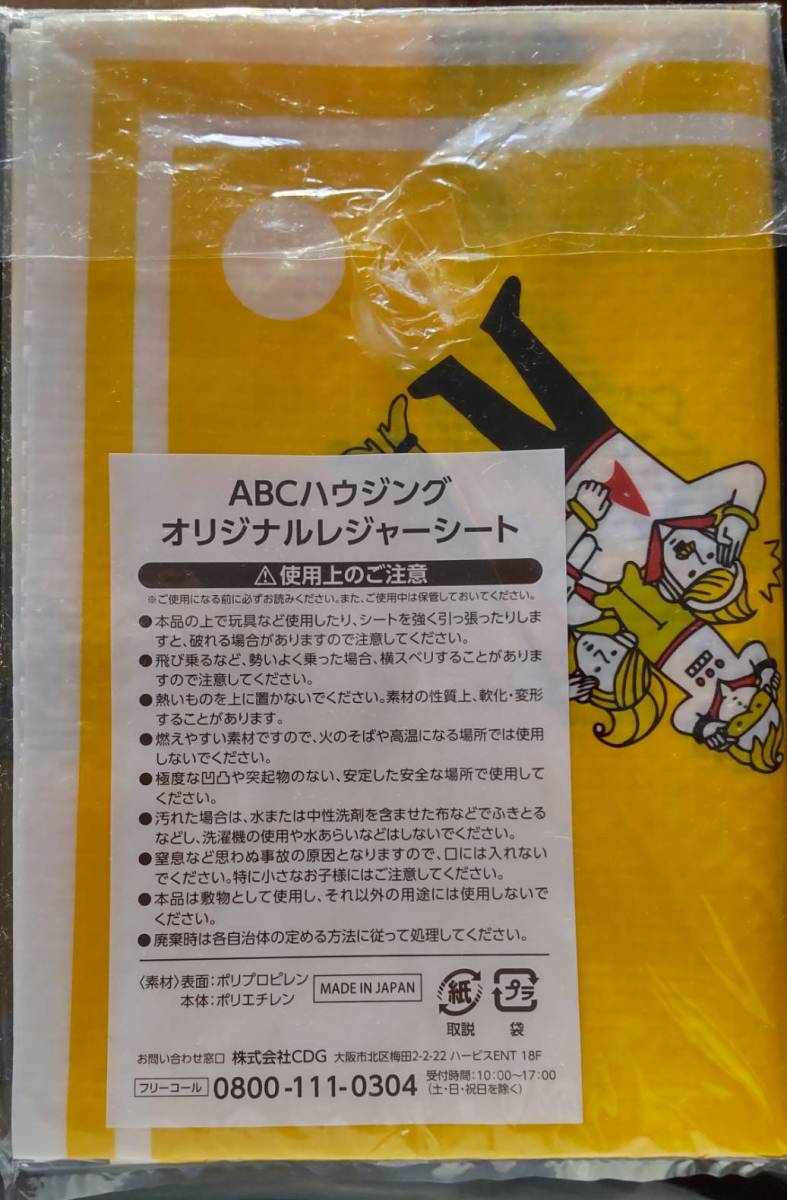 ABCハウジング
オリジナルレジャーシート
⚠使用上のご注意
※ご使用になる前に必ずお読みください。また、ご使用中は保管しておいてください。
●本品の上で玩具など使用したり、シートを強く引っ張ったりしま
すと、破れる場合がありますので注意してください。
●飛び乗るなど、勢いよく乗った場合、横スベリすることがありま
すので注意してください。
●熱いものを上に置かないでください。素材の性質上、軟化・変形
することがあります。
●燃えやすい素材ですので、火のそばや高温になる場所では使用
しないでください。
●極度な凹凸や突起物のない、安定した安全な場所で使用して
ください。
●汚れた場合は、水または中性洗剤を含ませた布などでふきとる
などし、洗濯機の使用や水あらいなどはしないでください。
●窒息など思わぬ事故の原因となりますので、口には入れない
でください。特に小さなお子様にはご注意してください。
●本品は敷物として使用し、それ以外の用途には使用しないで
ください。
●廃棄時は各自治体の定める方法に従って処理してください。
〈素材〉表面：ポリプロピレン
本体：ポリエチレン
MADE IN JAPAN
紙
取説
プラ
袋
お問い合わせ窓口 株式会社CDG 大阪市北区梅田2-2-22 ハービスENT 18F
フリーコール 0800-111-0304 受付時間：10：00〜17：00
（土・日・祝日を除く）